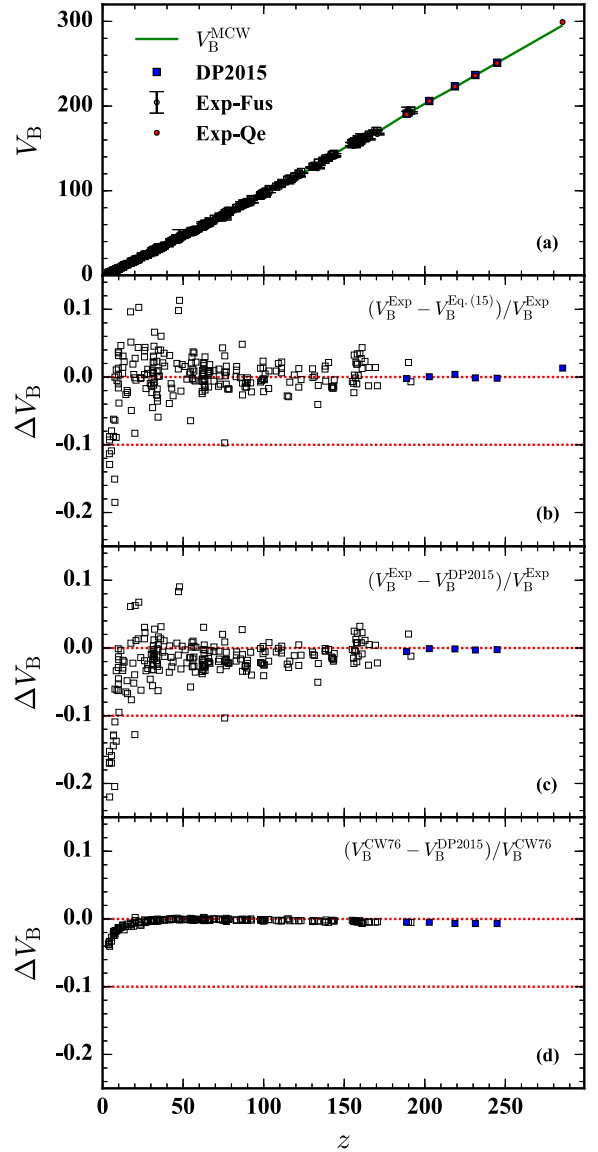 300
200
100
0
V_B
V_B^MCW
DP2015
Exp-Fus
Exp-Qe
(a)
0.1
0.0
-0.1
-0.2
ΔV_B
(V_B^Exp − V_B^Eq.(15))/V_B^Exp
(b)
0.1
0.0
-0.1
-0.2
ΔV_B
(V_B^Exp − V_B^DP2015)/V_B^Exp
(c)
0.1
0.0
-0.1
-0.2
ΔV_B
(V_B^CW76 − V_B^DP2015)/V_B^CW76
(d)
0 50 100 150 200 250
z